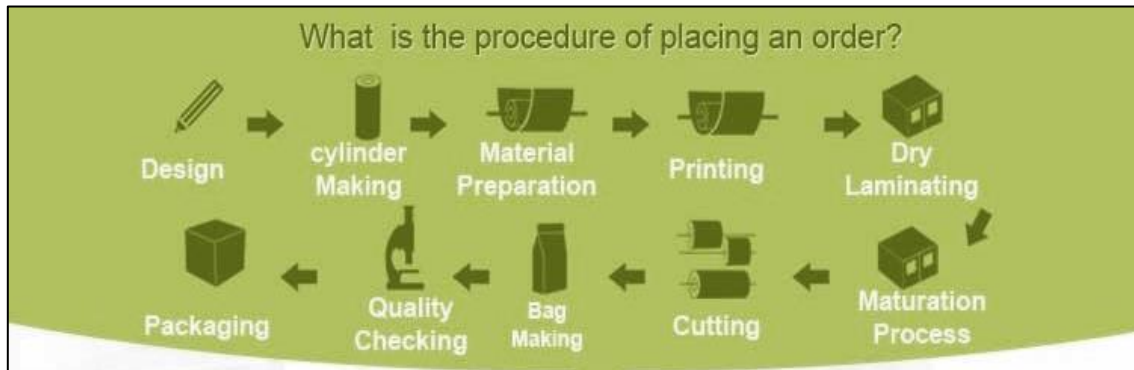 What is the procedure of placing an order?
Design
cylinder
Making
Material
Preparation
Printing
Dry
Laminating
Maturation
Process
Cutting
Bag
Making
Quality
Checking
Packaging